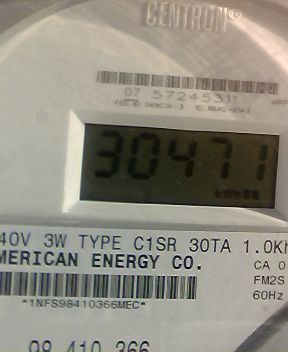 CENTRON®
07 57245311
30471
kWh
40V 3W TYPE C1SR 30TA 1.0Kh
MERICAN ENERGY CO.
CA 0
FM2S
60Hz
*1NFS98410366MEC*
98 410 366